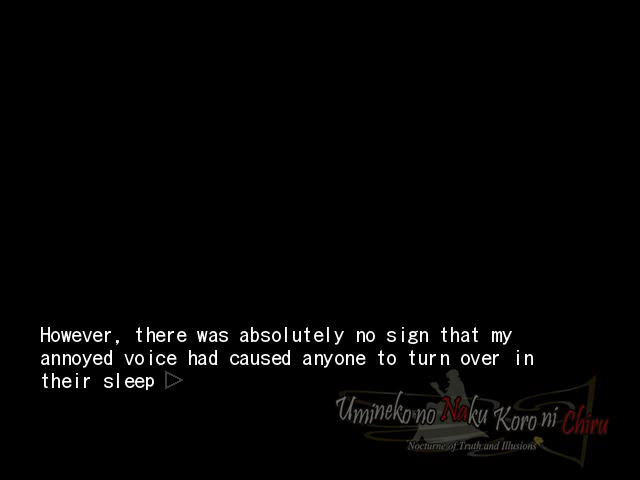 However, there was absolutely no sign that my
annoyed voice had caused anyone to turn over in
their sleep
Umineko no Naku Koro ni Chiru
Nocturne of Truth and Illusions